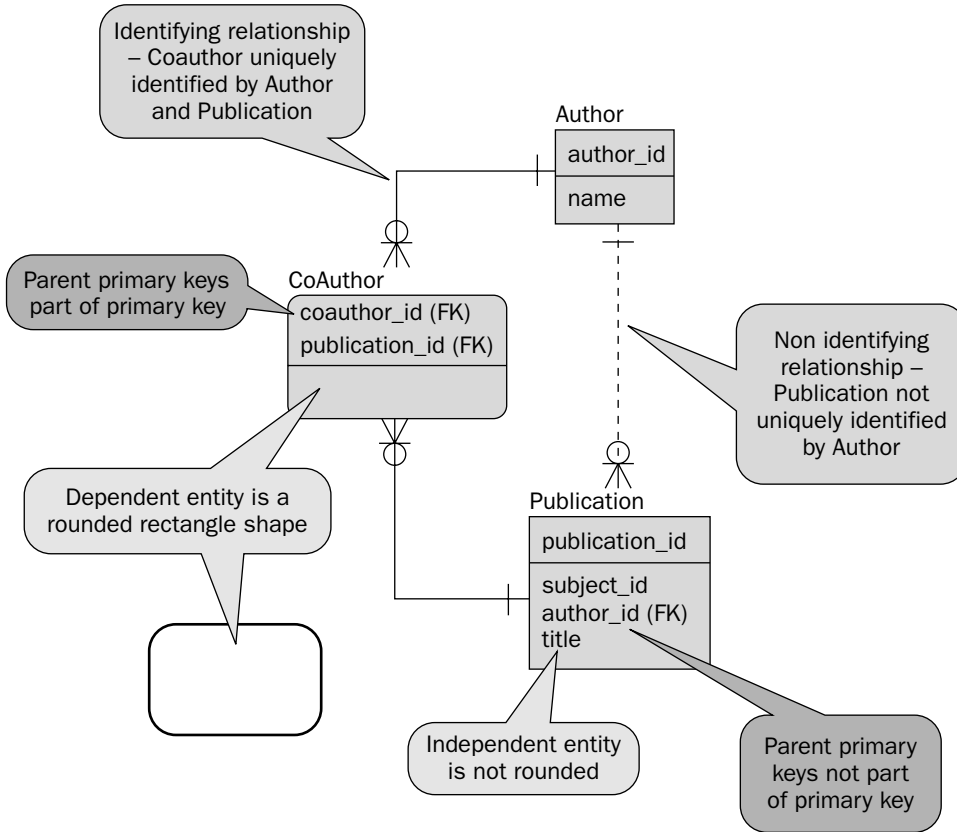 Identifying relationship
– Coauthor uniquely
identified by Author
and Publication
Author
author_id
name
Parent primary keys
part of primary key
CoAuthor
coauthor_id (FK)
publication_id (FK)
Non identifying
relationship –
Publication not
uniquely identified
by Author
Dependent entity is a
rounded rectangle shape
Publication
publication_id
subject_id
author_id (FK)
title
Independent entity
is not rounded
Parent primary
keys not part
of primary key